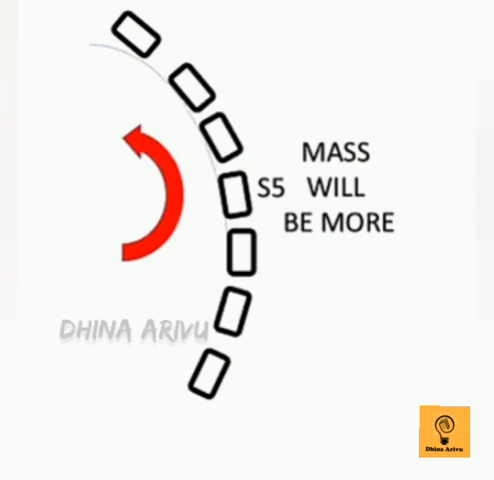 MASS
S5 WILL
BE MORE
DHINA ARIVU
Dhina Arivu